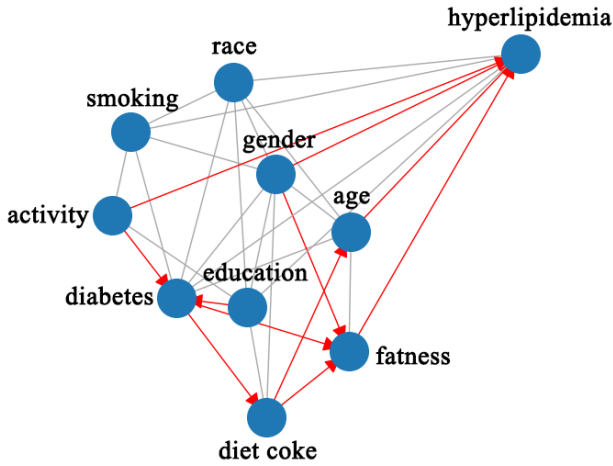 hyperlipidemia
race
smoking
gender
age
activity
education
diabetes
fatness
diet coke